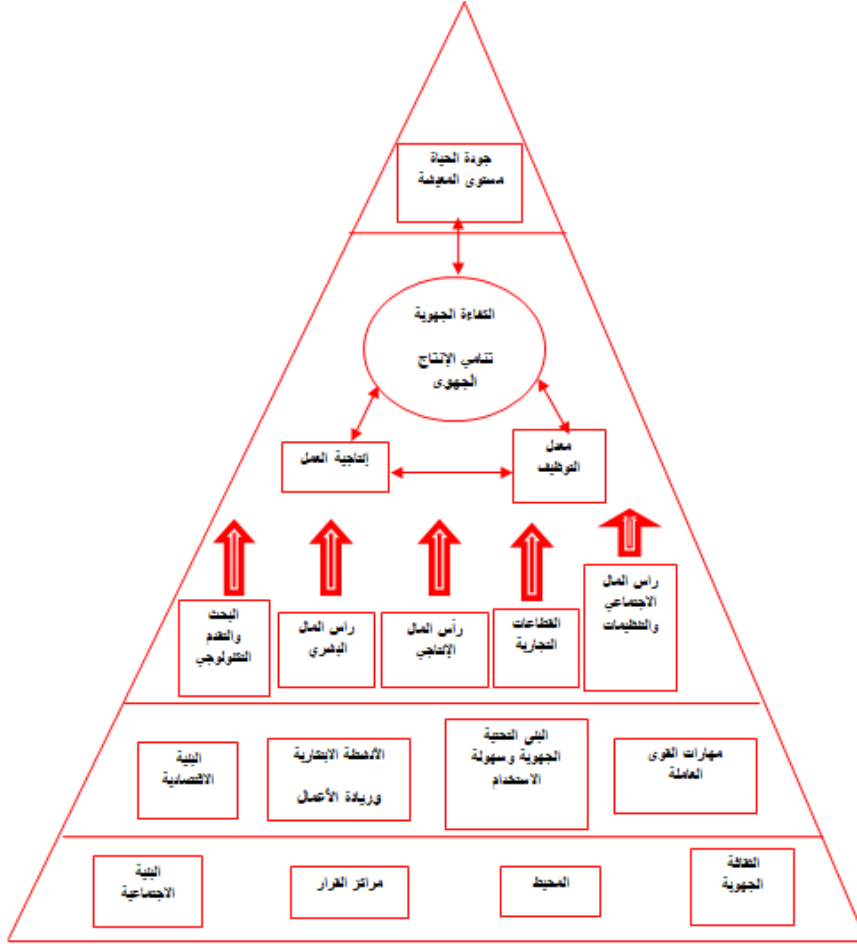 جودة الحياة
مستوى المعيشة
الكفاءة الجهوية
تنامي الإنتاج
الجهوى
معدل
التوظيف
إنتاجية العمل
راس المال
الاجتماعي
والتنظيمات
القطاعات
التجارية
رأس المال
الإنتاجي
راس المال
البشري
البحث
والتقدم
التكنولوجي
مهارات القوى
العاملة
البنى التحتية
الجهوية وسهولة
الاستخدام
الأنشطة الابتكارية
وريادة الأعمال
البنية
الاقتصادية
الثقافة
الجهوية
المحيط
مراكز القرار
البنية
الاجتماعية